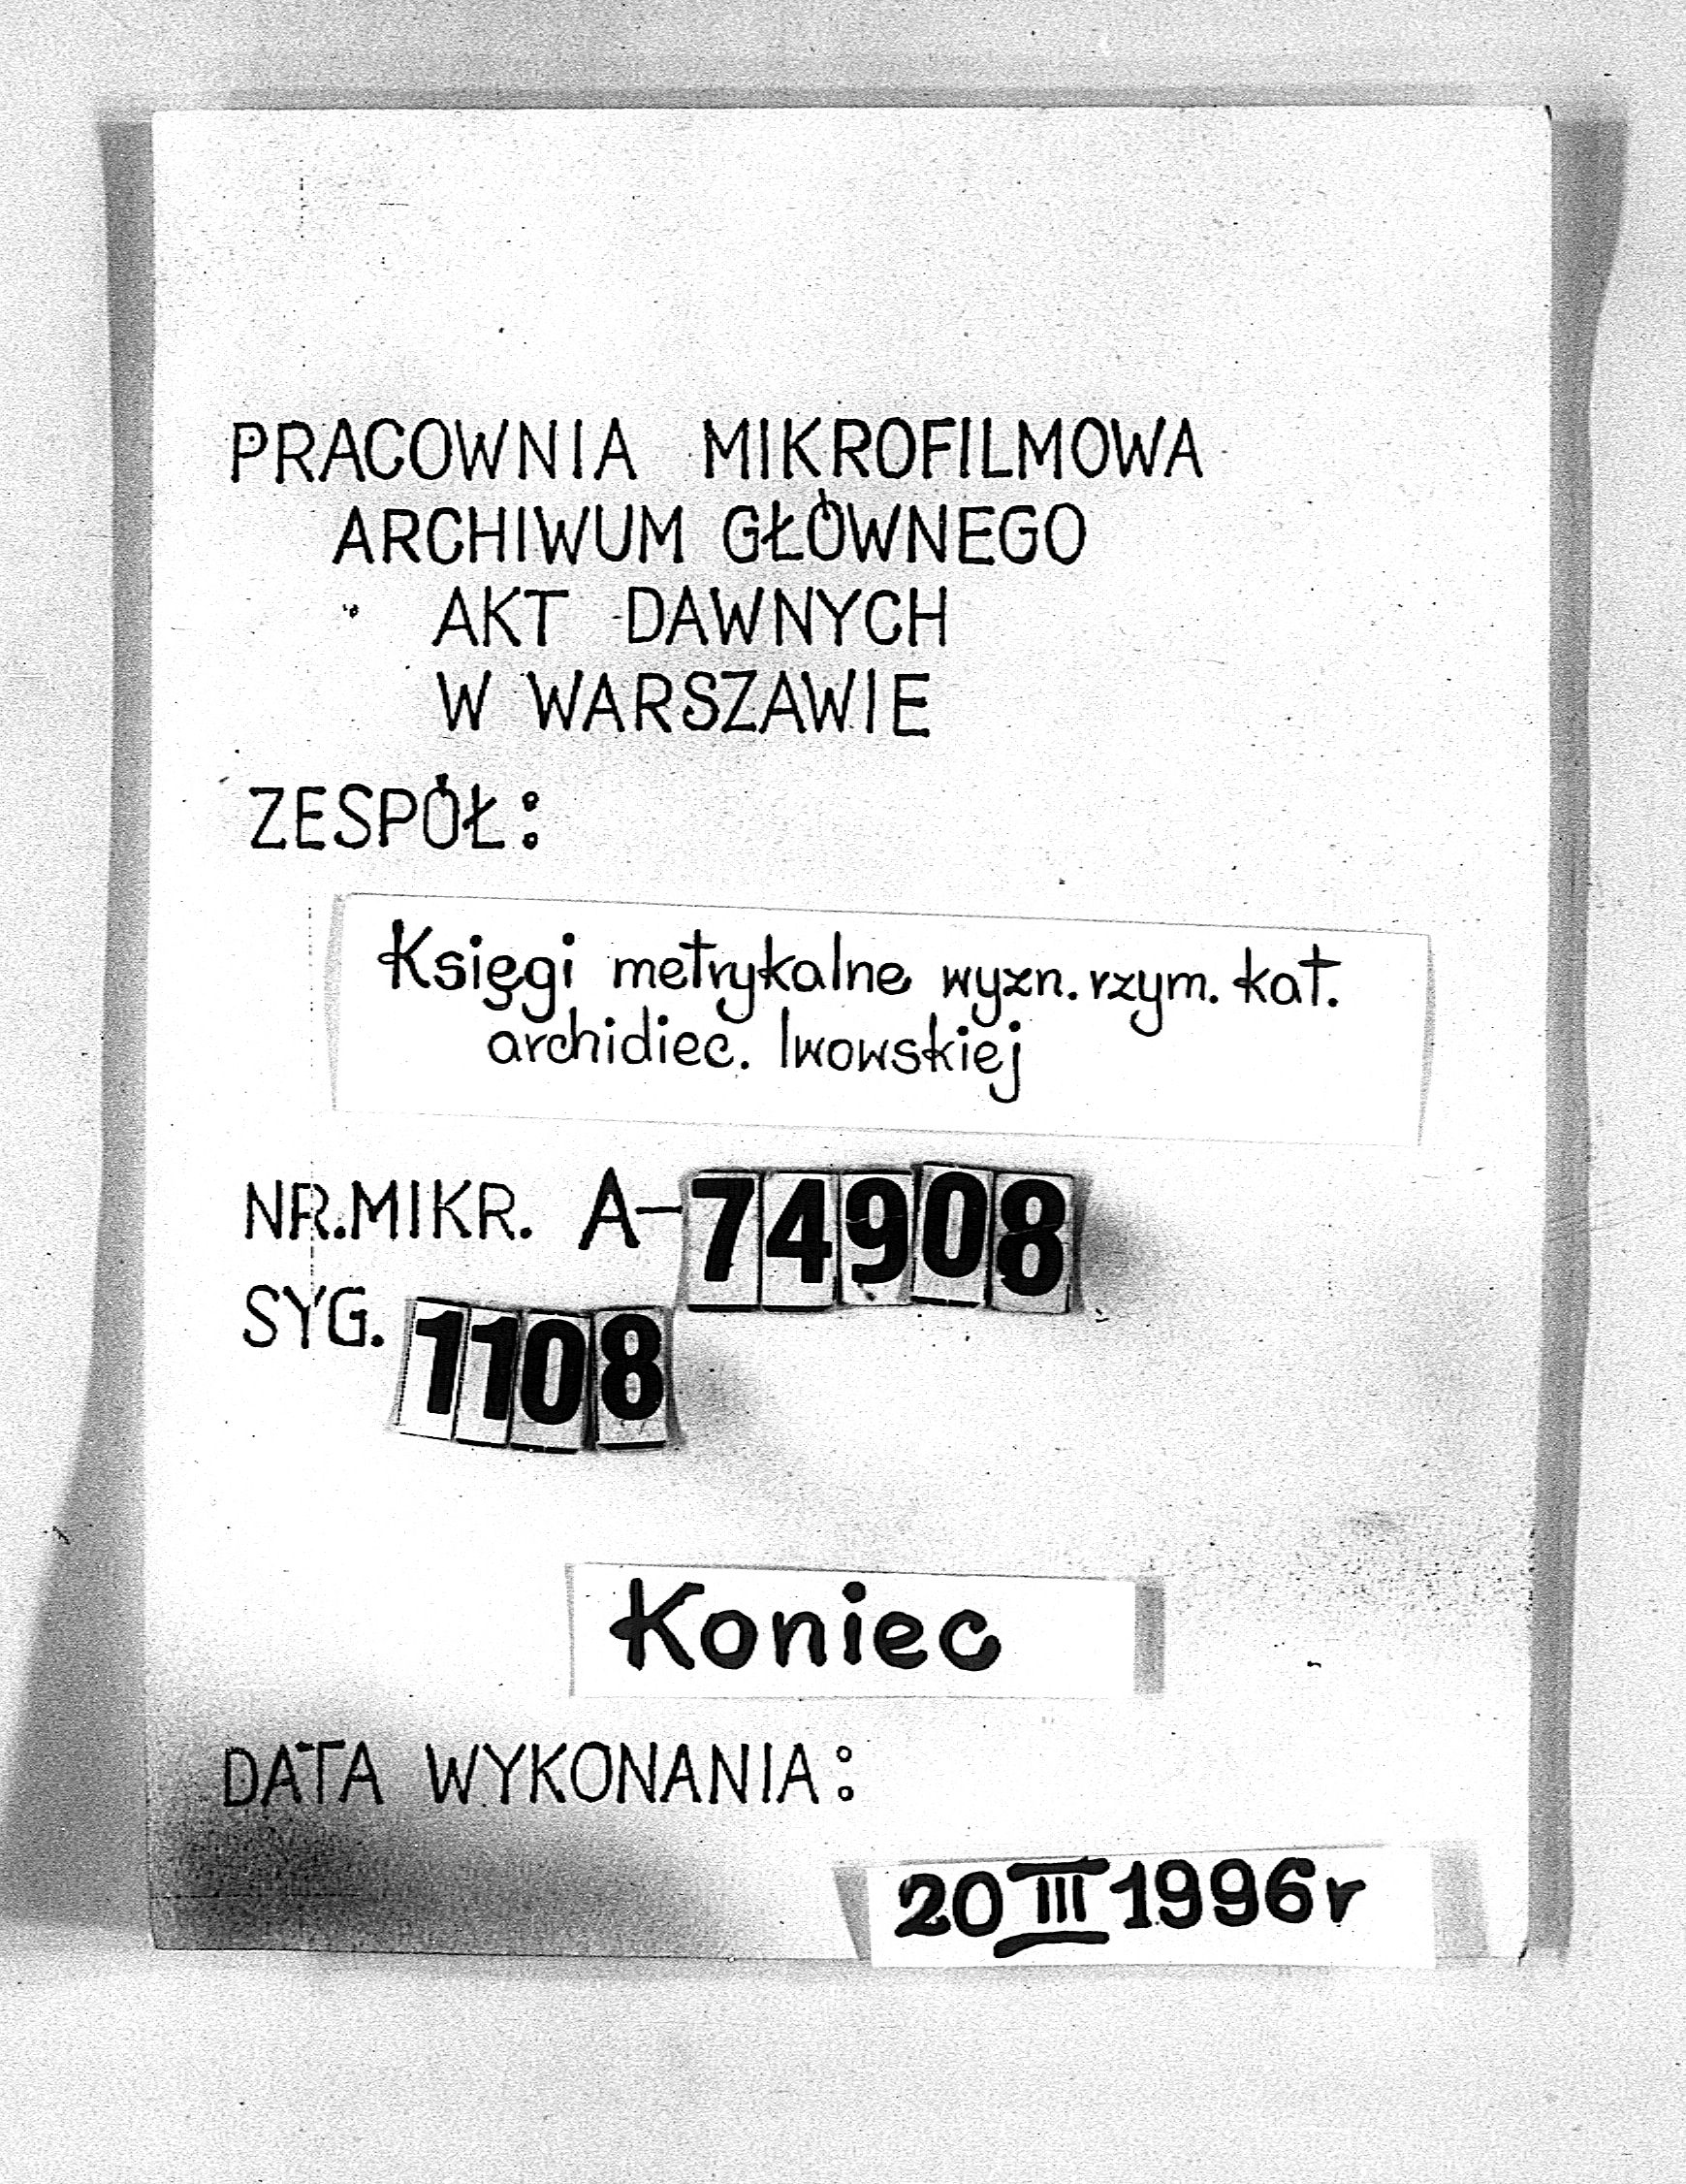 PRACOWNIA MIKROFILMOWA
ARCHIWUM GŁÓWNEGO
AKT DAWNYCH
W WARSZAWIE
ZESPÓŁ:
Księgi metrykalne wyzn. rzym. kat.
archidiec. lwowskiej
NR.MIKR. A-74908
SYG. 1108
Koniec
DATA WYKONANIA:
20 III 1996 r